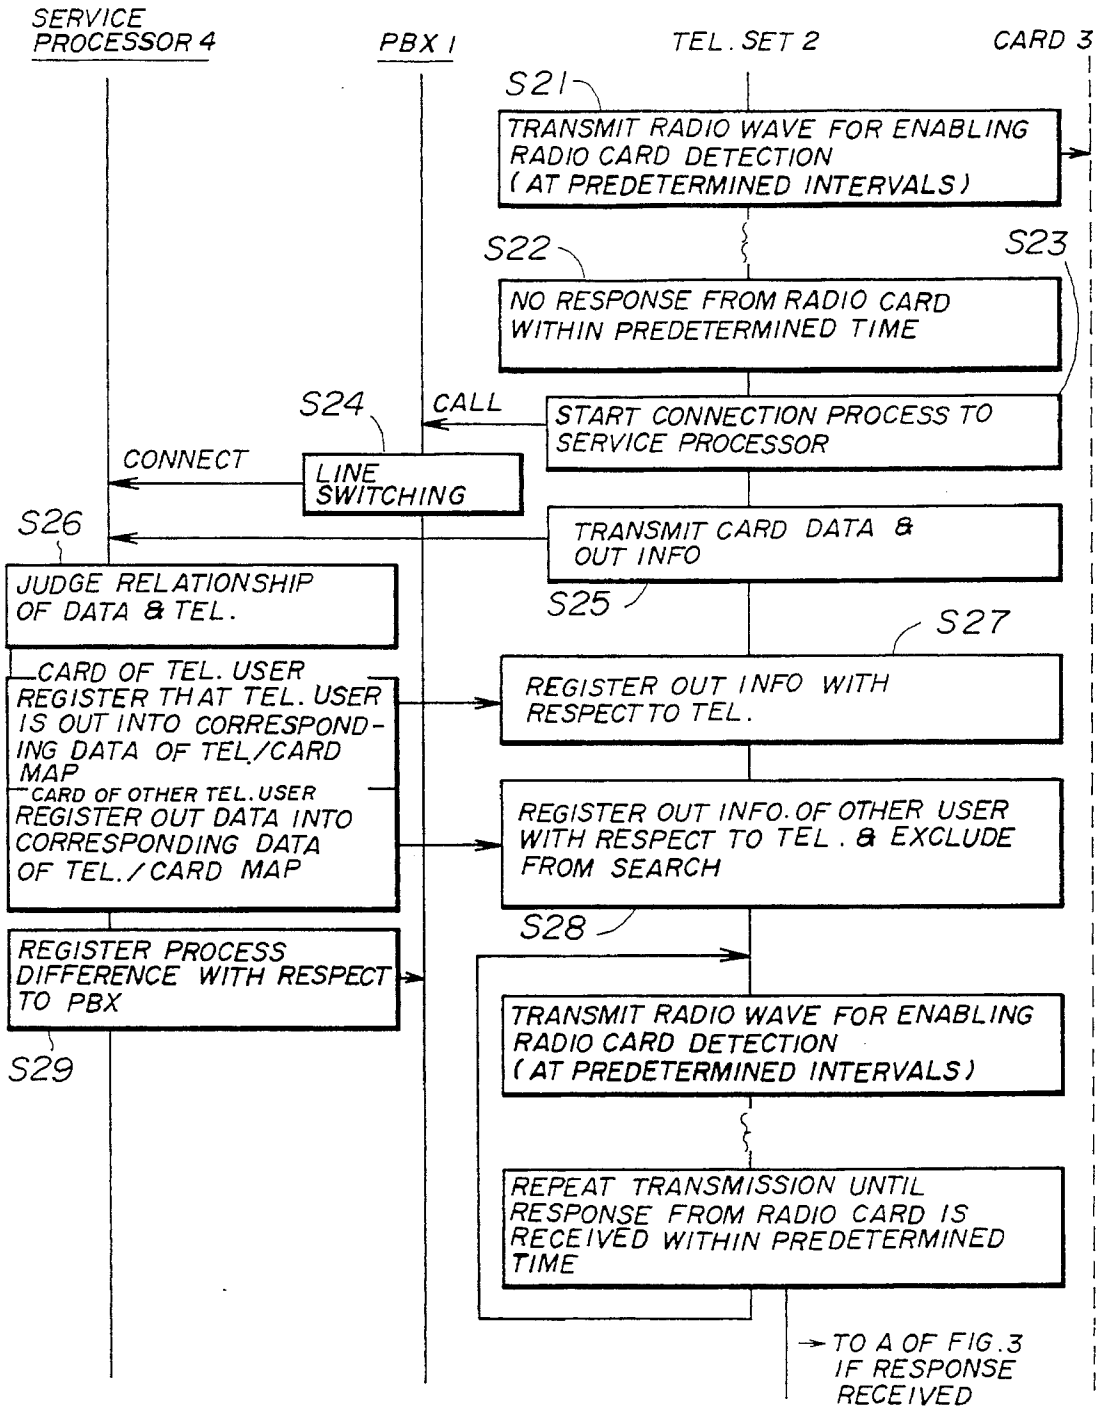 SERVICE
PROCESSOR 4
PBX 1
TEL. SET 2
CARD 3
S21
TRANSMIT RADIO WAVE FOR ENABLING
RADIO CARD DETECTION
(AT PREDETERMINED INTERVALS)
S22
S23
NO RESPONSE FROM RADIO CARD
WITHIN PREDETERMINED TIME
S24
CALL
START CONNECTION PROCESS TO
SERVICE PROCESSOR
CONNECT
LINE
SWITCHING
S26
TRANSMIT CARD DATA &
OUT INFO
S25
JUDGE RELATIONSHIP
OF DATA & TEL.
S27
CARD OF TEL. USER
REGISTER THAT TEL. USER
IS OUT INTO CORRESPOND-
ING DATA OF TEL./CARD
MAP
REGISTER OUT INFO WITH
RESPECT TO TEL.
CARD OF OTHER TEL. USER
REGISTER OUT DATA INTO
CORRESPONDING DATA
OF TEL./CARD MAP
REGISTER OUT INFO. OF OTHER USER
WITH RESPECT TO TEL. & EXCLUDE
FROM SEARCH
S28
REGISTER PROCESS
DIFFERENCE WITH RESPECT
TO PBX
S29
TRANSMIT RADIO WAVE FOR ENABLING
RADIO CARD DETECTION
(AT PREDETERMINED INTERVALS)
REPEAT TRANSMISSION UNTIL
RESPONSE FROM RADIO CARD IS
RECEIVED WITHIN PREDETERMINED
TIME
TO A OF FIG. 3
IF RESPONSE
RECEIVED